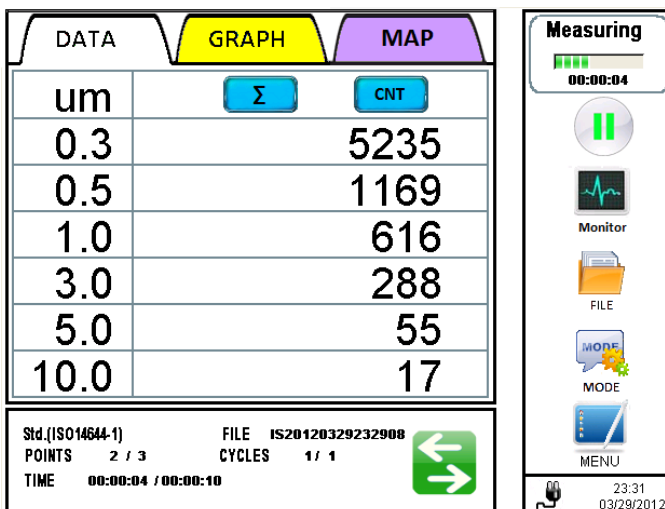 DATA GRAPH MAP
um Σ CNT
0.3 5235
0.5 1169
1.0 616
3.0 288
5.0 55
10.0 17
Std.(ISO14644-1) FILE IS20120329232908
POINTS 2 / 3 CYCLES 1/ 1
TIME 00:00:04 / 00:00:10
Measuring
00:00:04
Monitor
FILE
MODE
MODE
MENU
23:31
03/29/2012